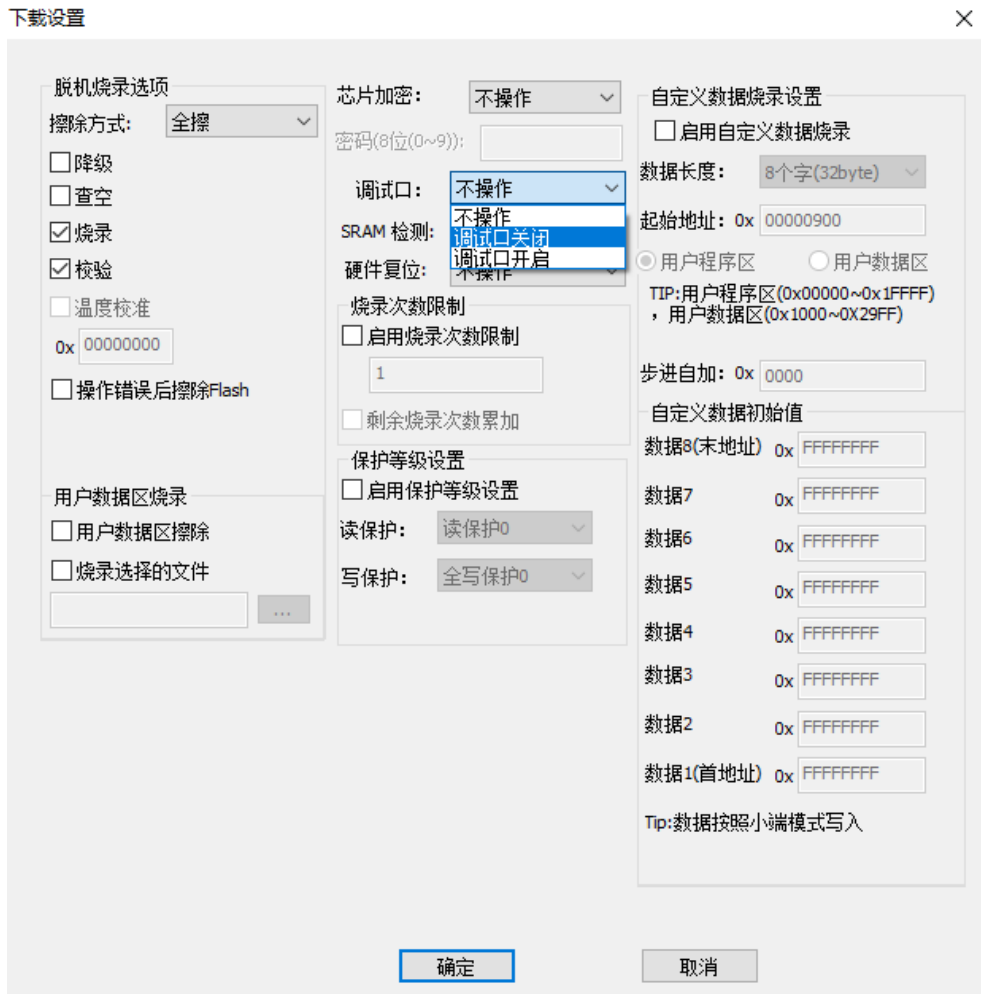 下载设置
脱机烧录选项
擦除方式: 全擦
降级
查空
烧录
校验
温度校准
0x 00000000
操作错误后擦除Flash
用户数据区烧录
用户数据区擦除
烧录选择的文件
...
芯片加密: 不操作
密码(8位(0~9)):
调试口: 不操作
不操作
调试口关闭
调试口开启
SRAM 检测:
硬件复位: 不操作
烧录次数限制
启用烧录次数限制
1
剩余烧录次数累加
保护等级设置
启用保护等级设置
读保护: 读保护0
写保护: 全写保护0
自定义数据烧录设置
启用自定义数据烧录
数据长度: 8个字(32byte)
起始地址: 0x 00000900
用户程序区 用户数据区
TIP:用户程序区(0x00000~0x1FFFF)
，用户数据区(0x1000~0X29FF)
步进自加: 0x 0000
自定义数据初始值
数据8(末地址) 0x FFFFFFFF
数据7 0x FFFFFFFF
数据6 0x FFFFFFFF
数据5 0x FFFFFFFF
数据4 0x FFFFFFFF
数据3 0x FFFFFFFF
数据2 0x FFFFFFFF
数据1(首地址) 0x FFFFFFFF
Tip:数据按照小端模式写入
确定 取消